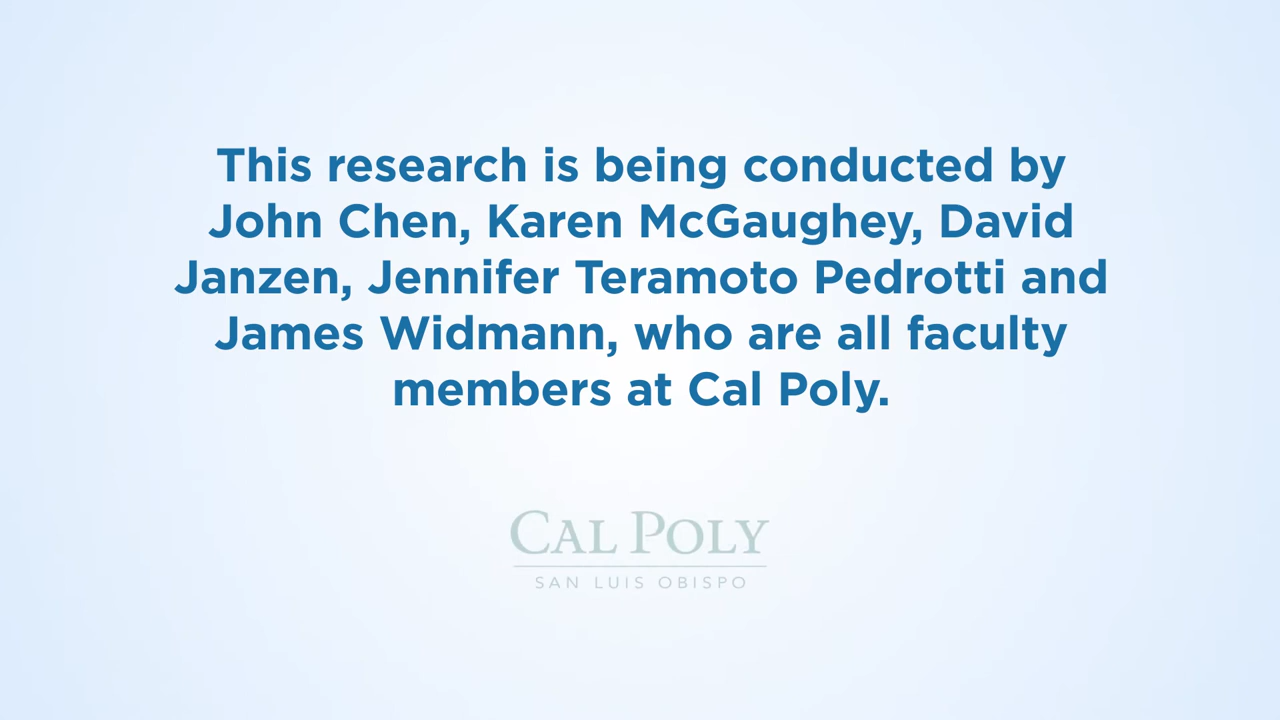 This research is being conducted by
John Chen, Karen McGaughey, David
Janzen, Jennifer Teramoto Pedrotti and
James Widmann, who are all faculty
members at Cal Poly.
CAL POLY
SAN LUIS OBISPO